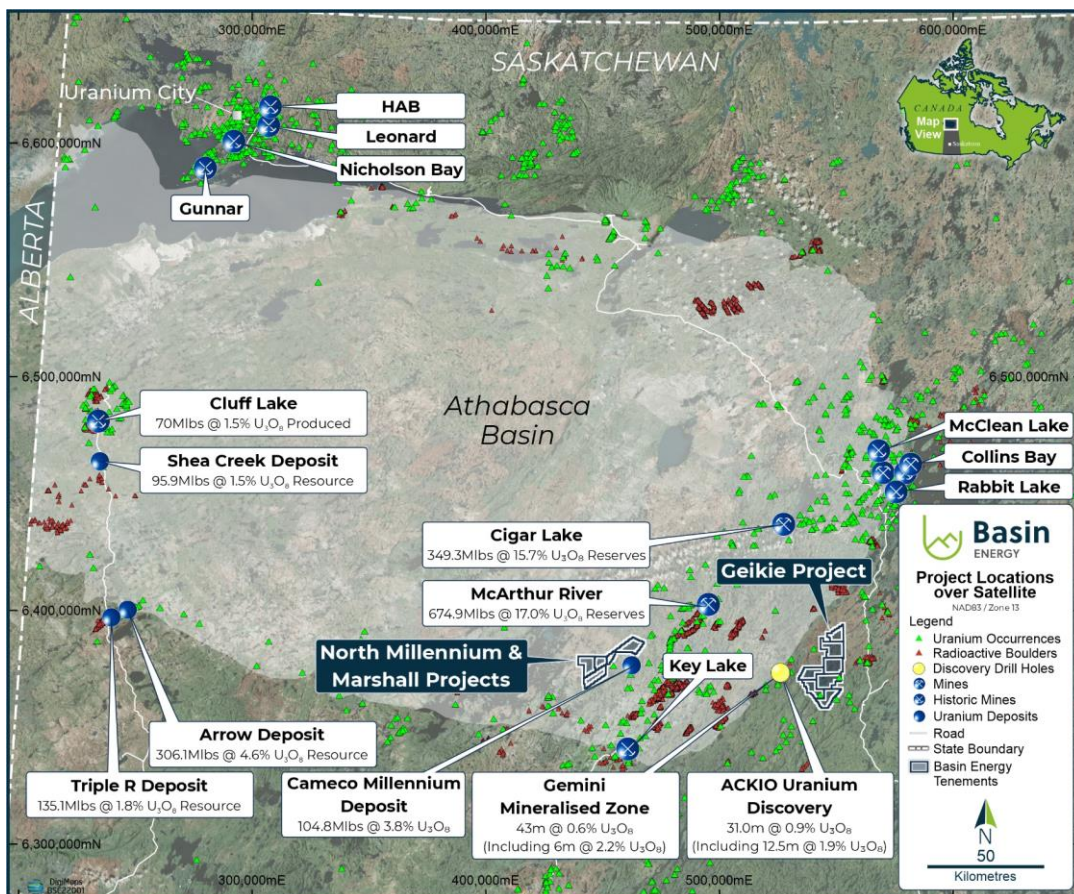 300,000mE
400,000mE
500,000mE
600,000mE
SASKATCHEWAN
Uranium City
HAB
Leonard
Nicholson Bay
Gunnar
CANADA
Map
View
Saskatchewan
6,600,000mN
ALBERTA
6,500,000mN
6,500,000mN
Athabasca
Basin
Cluff Lake
70Mlbs @ 1.5% U₃O₈ Produced
Shea Creek Deposit
95.9Mlbs @ 1.5% U₃O₈ Resource
McClean Lake
Collins Bay
Rabbit Lake
Cigar Lake
349.3Mlbs @ 15.7% U₃O₈ Reserves
McArthur River
674.9Mlbs @ 17.0% U₃O₈ Reserves
Geikie Project
6,400,000mN
North Millennium &
Marshall Projects
Key Lake
Arrow Deposit
306.1Mlbs @ 4.6% U₃O₈ Resource
Triple R Deposit
135.1Mlbs @ 1.8% U₃O₈ Resource
Cameco Millennium
Deposit
104.8Mlbs @ 3.8% U₃O₈
Gemini
Mineralised Zone
43m @ 0.6% U₃O₈
(Including 6m @ 2.2% U₃O₈)
ACKIO Uranium
Discovery
31.0m @ 0.9% U₃O₈
(Including 12.5m @ 1.9% U₃O₈)
6,300,000mN
DigiMaps
BSE22001
300,000mE
400,000mE
500,000mE
Basin
ENERGY
Project Locations
over Satellite
NAD83 / Zone 13
Legend
Uranium Occurrences
Radioactive Boulders
Discovery Drill Holes
Mines
Historic Mines
Uranium Deposits
Road
State Boundary
Basin Energy
Tenements
N
50
Kilometres